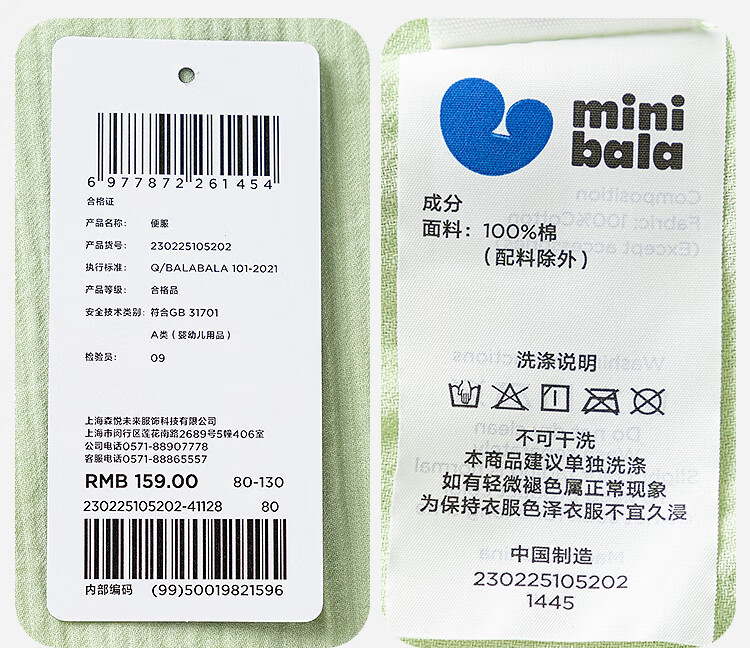 6 977872 261454
合格证
产品名称: 便服
产品货号: 230225105202
执行标准: Q/BALABALA 101-2021
产品等级: 合格品
安全技术类别: 符合GB 31701
A类（婴幼儿用品）
检验员: 09
上海森悦未来服饰科技有限公司
上海市闵行区莲花南路2689号5幢406室
公司电话0571-88907778
客服电话0571-88865557
RMB 159.00 80-130
230225105202-41128 80
内部编码 (99)50019821596
mini
bala
成分
面料: 100%棉
（配料除外）
Composition
Fabric: 100%Cotton
(Except access
洗涤说明
Washin ctions
不可干洗
Do n clean
本商品建议单独洗涤
如有轻微褪色属正常现象
为保持衣服色泽衣服不宜久浸
中国制造
230225105202
1445